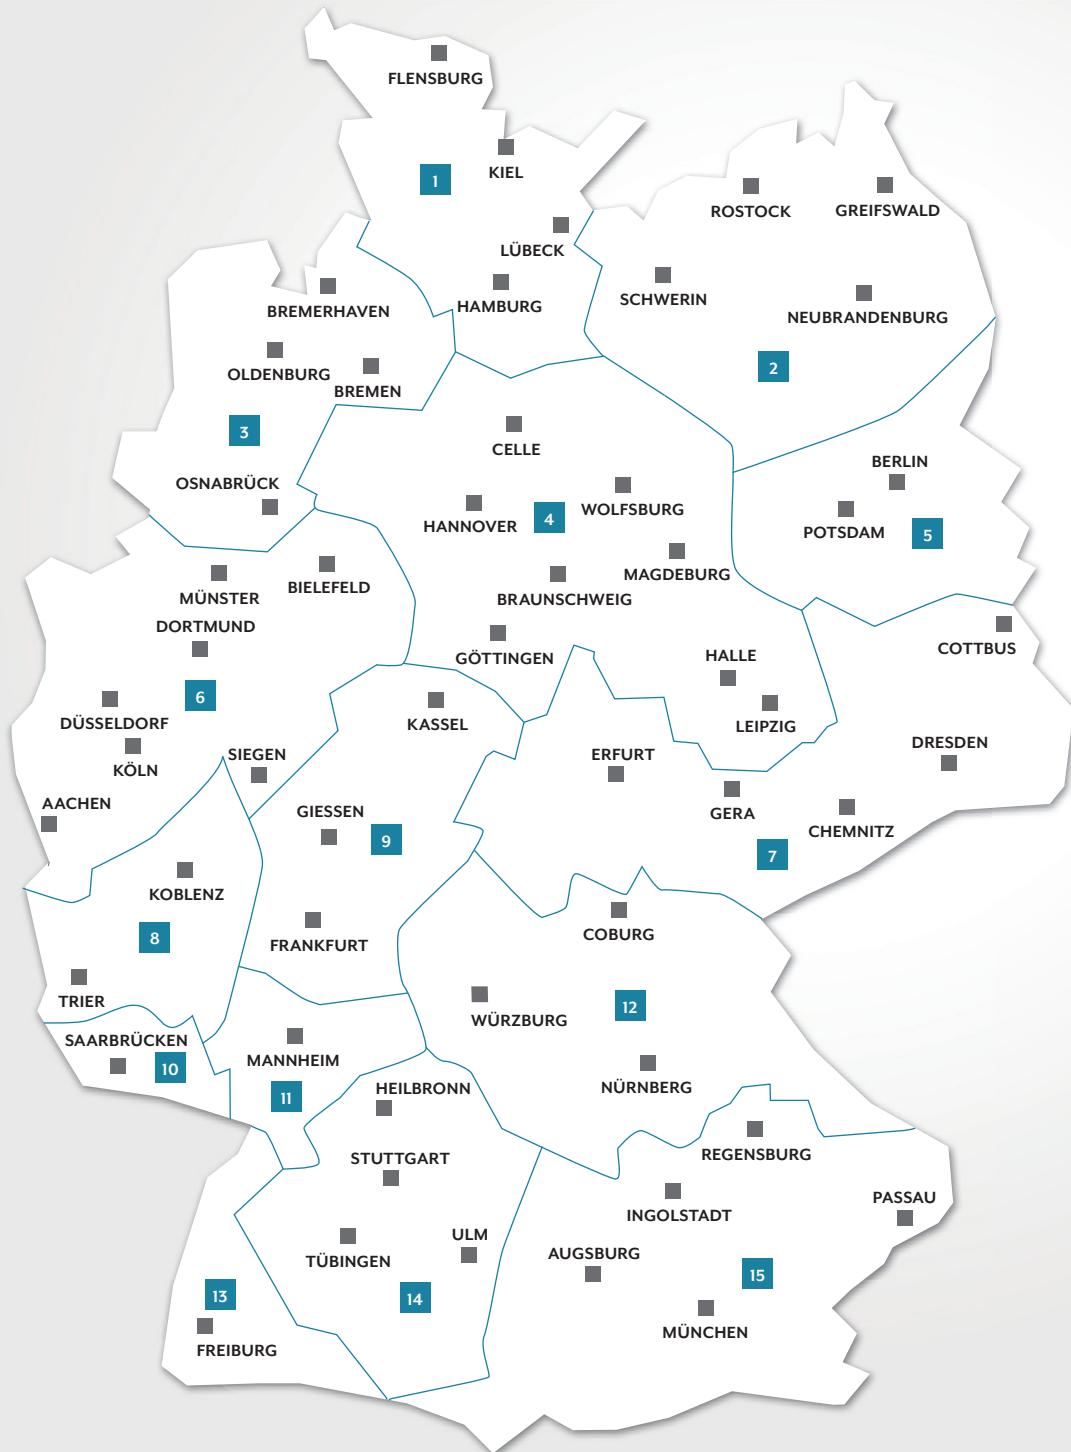 FLENSBURG
KIEL
1
ROSTOCK
GREIFSWALD
LÜBECK
SCHWERIN
HAMBURG
BREMERHAVEN
NEUBRANDENBURG
2
OLDENBURG
BREMEN
3
CELLE
BERLIN
OSNABRÜCK
WOLFSBURG
HANNOVER
4
POTSDAM
5
MAGDEBURG
BIELEFELD
MÜNSTER
BRAUNSCHWEIG
DORTMUND
COTTBUS
GÖTTINGEN
HALLE
6
DÜSSELDORF
KASSEL
LEIPZIG
DRESDEN
SIEGEN
ERFURT
KÖLN
AACHEN
GIESSEN
GERA
CHEMNITZ
9
7
KOBLENZ
8
FRANKFURT
COBURG
TRIER
12
WÜRZBURG
SAARBRÜCKEN
10
MANNHEIM
11
HEILBRONN
NÜRNBERG
STUTTGART
REGENSBURG
PASSAU
INGOLSTADT
ULM
TÜBINGEN
AUGSBURG
15
13
14
MÜNCHEN
FREIBURG